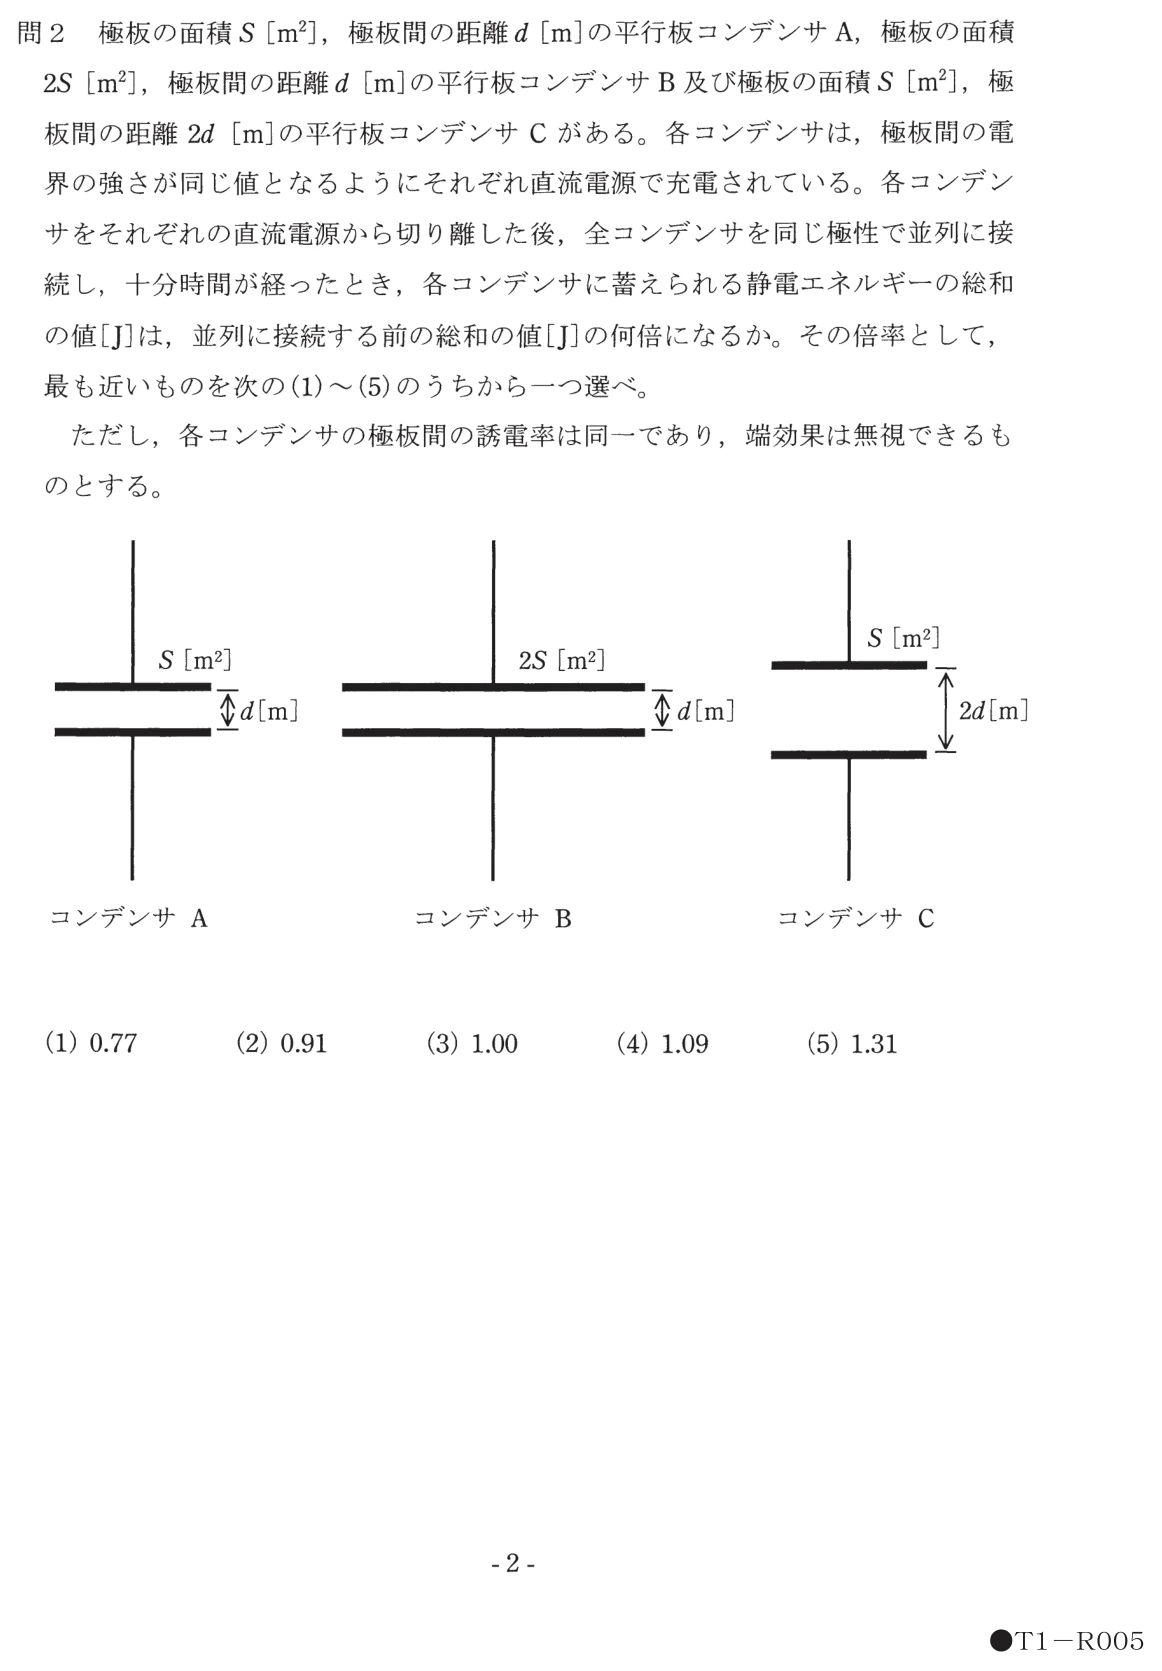 問２　極板の面積 S [m²]，極板間の距離 d [m]の平行板コンデンサ A，極板の面積
2S [m²]，極板間の距離 d [m]の平行板コンデンサ B 及び極板の面積 S [m²]，極
板間の距離 2d [m]の平行板コンデンサ C がある。各コンデンサは，極板間の電
界の強さが同じ値となるようにそれぞれ直流電源で充電されている。各コンデン
サをそれぞれの直流電源から切り離した後，全コンデンサを同じ極性で並列に接
続し，十分時間が経ったとき，各コンデンサに蓄えられる静電エネルギーの総和
の値[J]は，並列に接続する前の総和の値[J]の何倍になるか。その倍率として，
最も近いものを次の(1)～(5)のうちから一つ選べ。
ただし，各コンデンサの極板間の誘電率は同一であり，端効果は無視できるも
のとする。
S [m²]
d[m]
コンデンサ A
2S [m²]
d[m]
コンデンサ B
S [m²]
2d[m]
コンデンサ C
(1) 0.77　(2) 0.91　(3) 1.00　(4) 1.09　(5) 1.31
- 2 -
●T1－R005